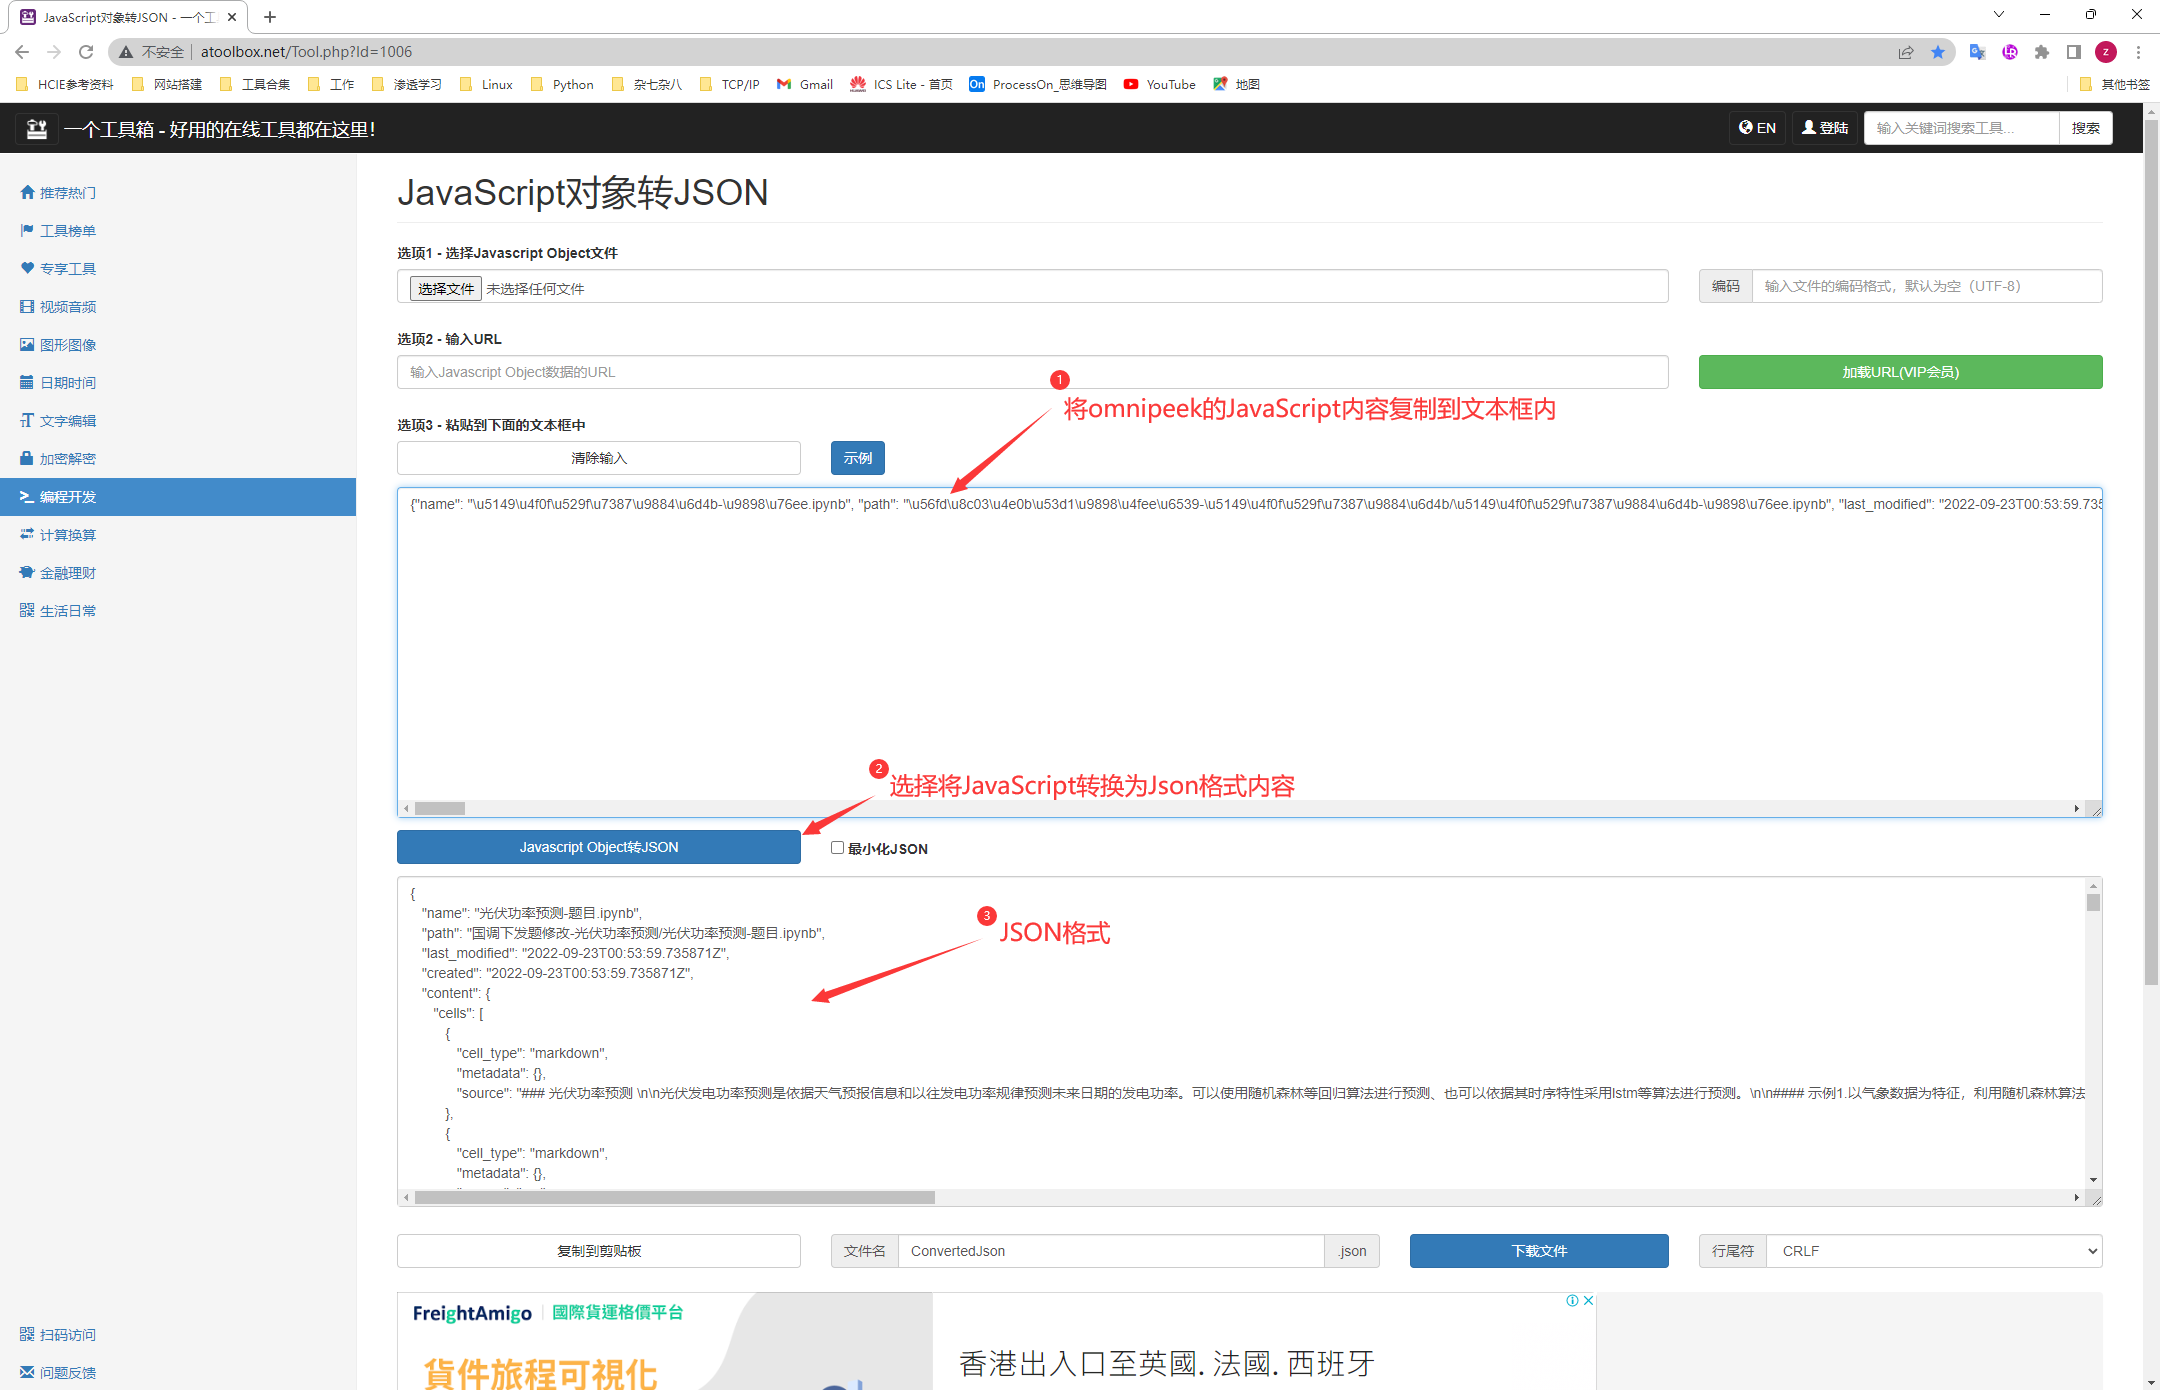 JavaScript对象转JSON - 一个工
不安全 | atoolbox.net/Tool.php?Id=1006
HCIE参考资料 网站搭建 工具合集 工作 渗透学习 Linux Python 杂七杂八 TCP/IP Gmail ICS Lite - 首页 On ProcessOn_思维导图 YouTube 地图 其他书签
一个工具箱 - 好用的在线工具都在这里!
EN 登陆 输入关键词搜索工具... 搜索
推荐热门
工具榜单
专享工具
视频音频
图形图像
日期时间
文字编辑
加密解密
编程开发
计算换算
金融理财
生活日常
扫码访问
问题反馈
JavaScript对象转JSON
选项1 - 选择Javascript Object文件
选择文件 未选择任何文件
编码 输入文件的编码格式，默认为空（UTF-8）
选项2 - 输入URL
输入Javascript Object数据的URL
加载URL(VIP会员)
1
将omnipeek的JavaScript内容复制到文本框内
选项3 - 粘贴到下面的文本框中
清除输入 示例
{"name": "\u5149\u4f0f\u529f\u7387\u9884\u6d4b-\u9898\u76ee.ipynb", "path": "\u56fd\u8c03\u4e0b\u53d1\u9898\u4fee\u6539-\u5149\u4f0f\u529f\u7387\u9884\u6d4b/\u5149\u4f0f\u529f\u7387\u9884\u6d4b-\u9898\u76ee.ipynb", "last_modified": "2022-09-23T00:53:59.735
2
选择将JavaScript转换为Json格式内容
Javascript Object转JSON 最小化JSON
{
"name": "光伏功率预测-题目.ipynb",
"path": "国调下发题修改-光伏功率预测/光伏功率预测-题目.ipynb",
"last_modified": "2022-09-23T00:53:59.735871Z",
"created": "2022-09-23T00:53:59.735871Z",
"content": {
"cells": [
{
"cell_type": "markdown",
"metadata": {},
"source": "### 光伏功率预测 \n\n光伏发电功率预测是依据天气预报信息和以往发电功率规律预测未来日期的发电功率。可以使用随机森林等回归算法进行预测、也可以依据其时序特性采用lstm等算法进行预测。\n\n#### 示例1.以气象数据为特征，利用随机森林算法
},
{
"cell_type": "markdown",
"metadata": {},
3
JSON格式
复制到剪贴板 文件名 ConvertedJson .json 下载文件 行尾符 CRLF
FreightAmigo 國際貨運格價平台
貨件旅程可視化
香港出入口至英國. 法國. 西班牙